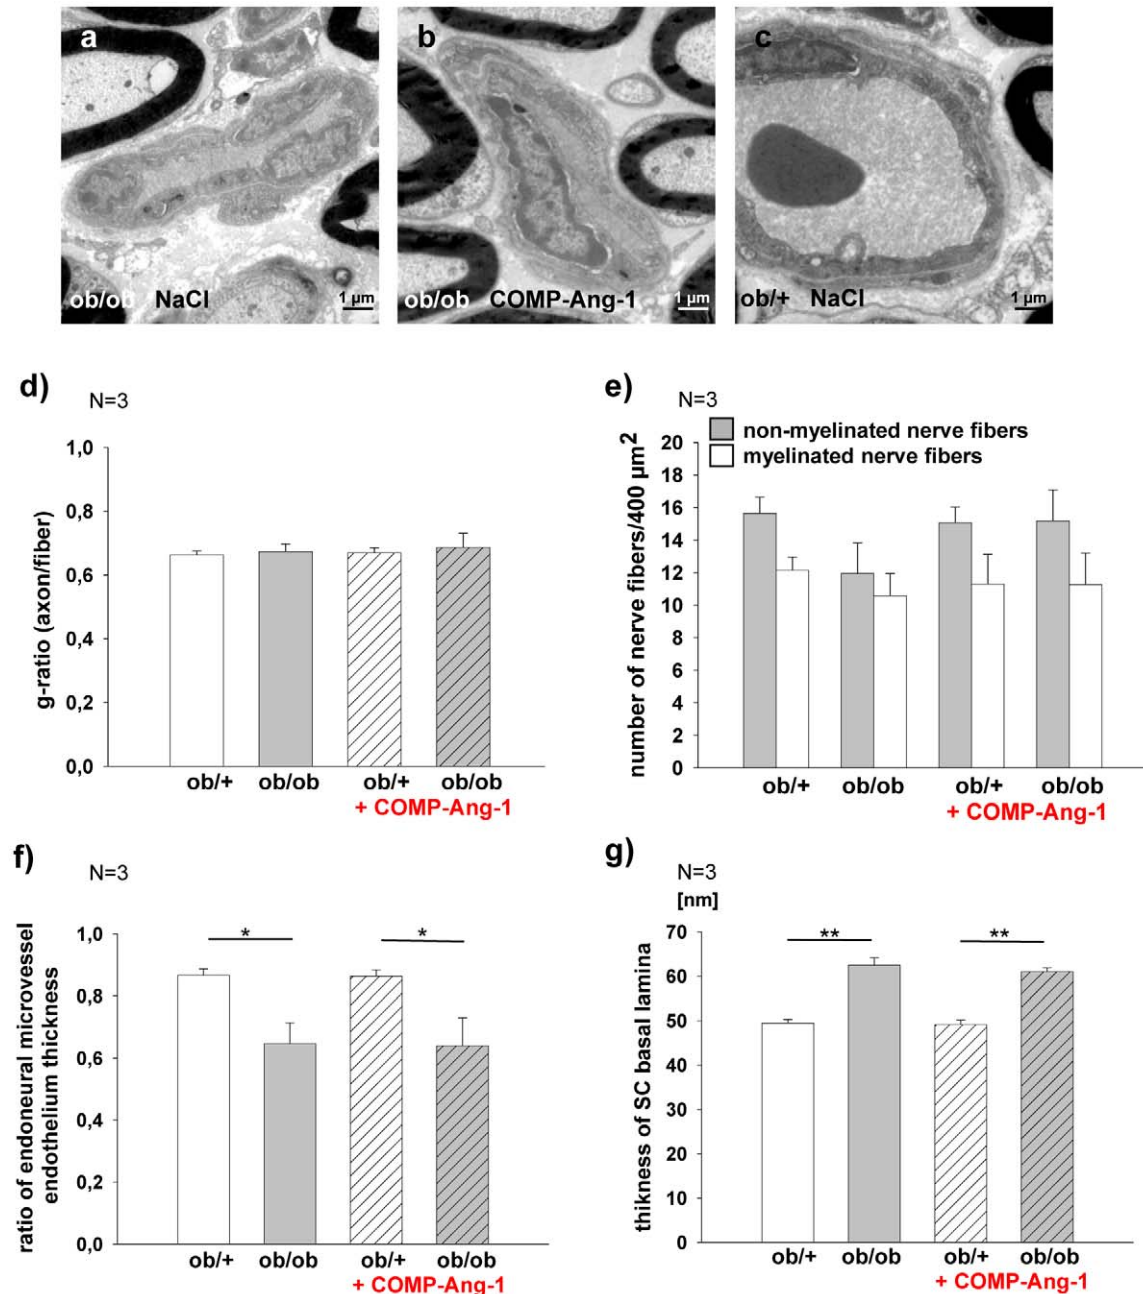 a
ob/ob NaCl
1 µm
b
ob/ob COMP-Ang-1
1 µm
c
ob/+ NaCl
1 µm
d)
N=3
g-ratio (axon/fiber)
1,0
0,8
0,6
0,4
0,2
0,0
ob/+ ob/ob ob/+ ob/ob
+ COMP-Ang-1
e)
N=3
non-myelinated nerve fibers
myelinated nerve fibers
number of nerve fibers/400 µm²
20
18
16
14
12
10
8
6
4
2
0
ob/+ ob/ob ob/+ ob/ob
+ COMP-Ang-1
f)
N=3
ratio of endoneural microvessel
endothelium thickness
1,0
0,8
0,6
0,4
0,2
0,0
* *
ob/+ ob/ob ob/+ ob/ob
+ COMP-Ang-1
g)
N=3
[nm]
thikness of SC basal lamina
70
60
50
40
30
20
10
0
** **
ob/+ ob/ob ob/+ ob/ob
+ COMP-Ang-1